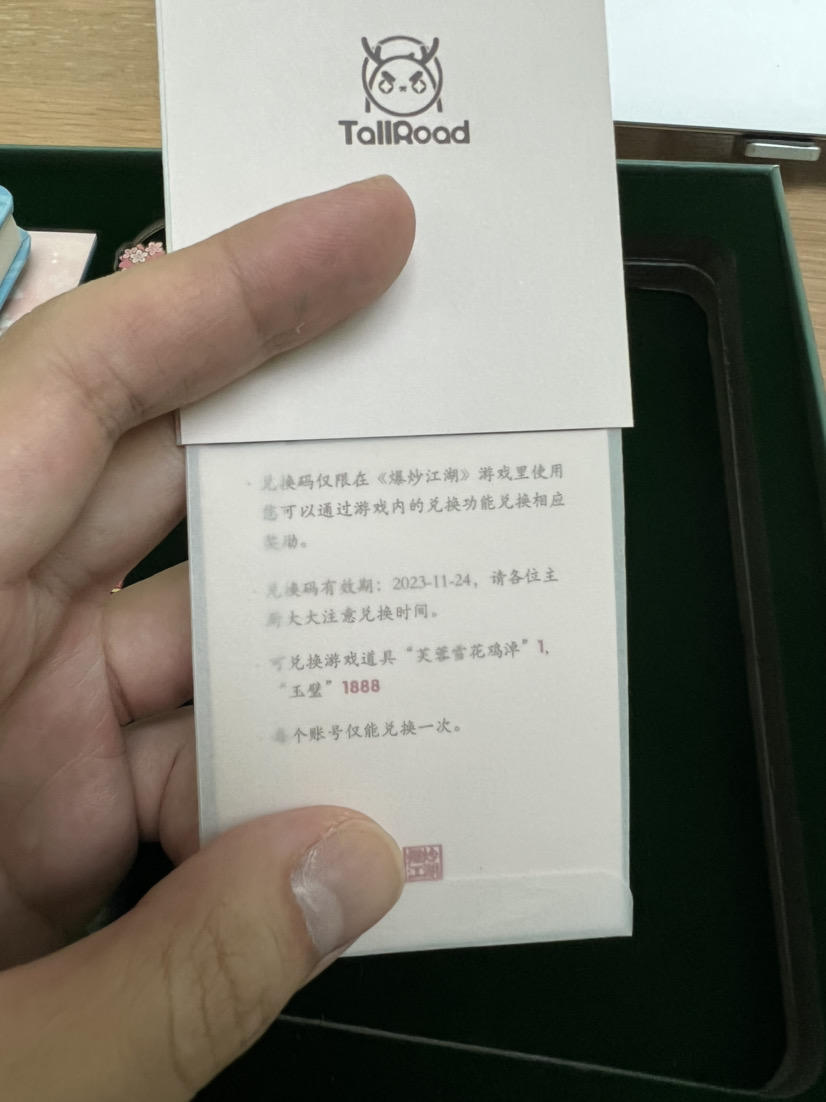 TallRoad
兑换码仅限在《爆炒江湖》游戏里使用
您可以通过游戏内的兑换功能兑换相应
奖励。
兑换码有效期：2023-11-24，请各位主
厨大大注意兑换时间。
可兑换游戏道具“芙蓉雪花鸡淖”1，
“玉璧”1888
每个账号仅能兑换一次。